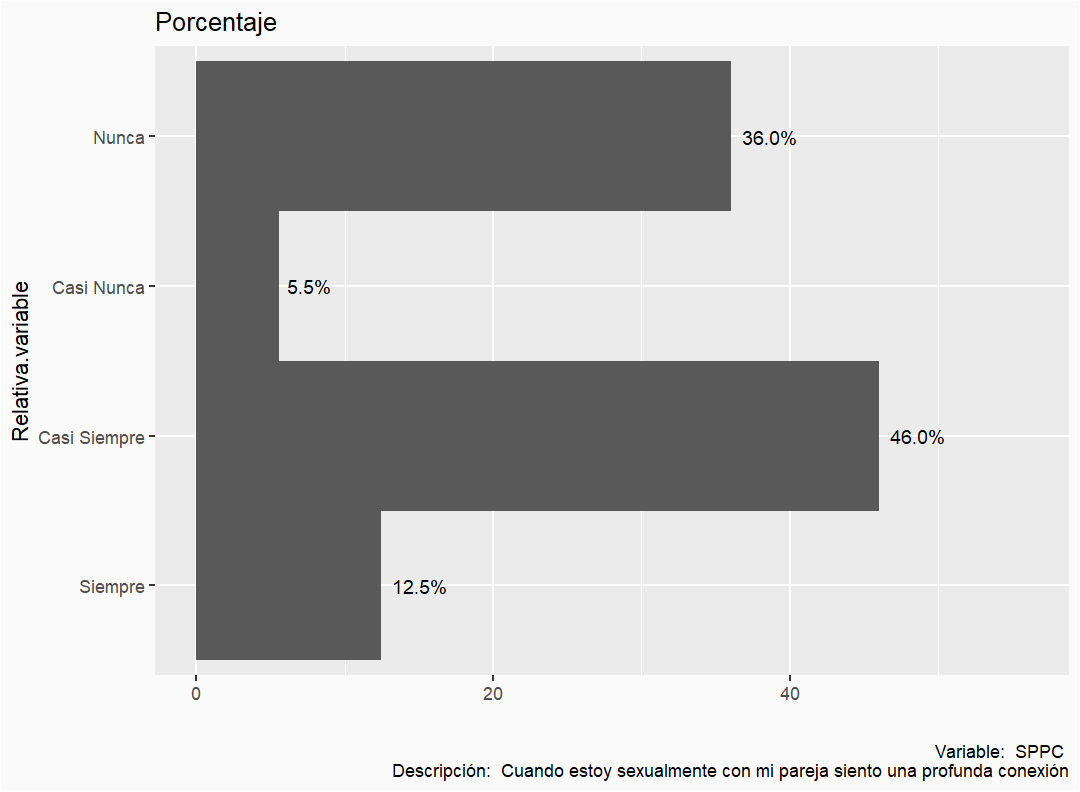 Porcentaje
Nunca
36.0%
Casi Nunca
5.5%
Relativa.variable
Casi Siempre
46.0%
Siempre
12.5%
0
20
40
Variable:  SPPC
Descripción:  Cuando estoy sexualmente con mi pareja siento una profunda conexión